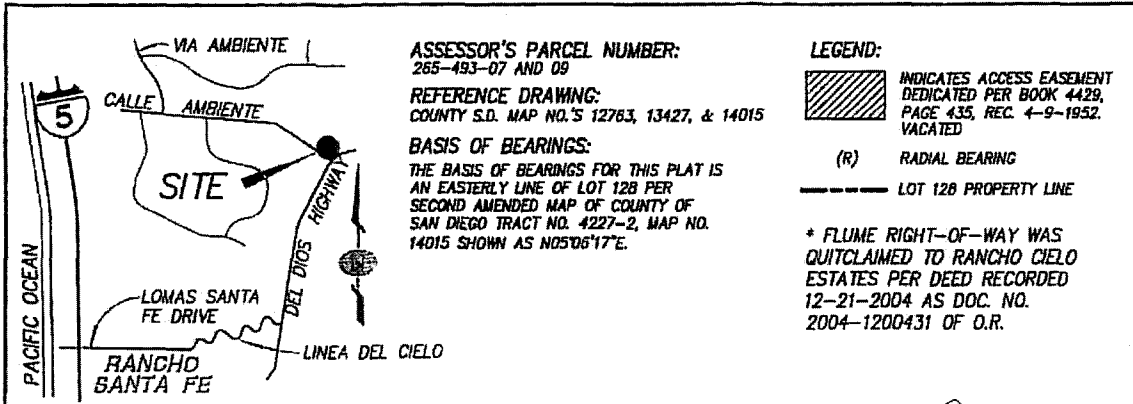 VIA AMBIENTE
5
CALLE AMBIENTE
SITE
DEL DIOS HIGHWAY
PACIFIC OCEAN
LOMAS SANTA
FE DRIVE
LINEA DEL CIELO
RANCHO
SANTA FE
ASSESSOR'S PARCEL NUMBER:
265-493-07 AND 09
REFERENCE DRAWING:
COUNTY S.D. MAP NO.'S 12763, 13427, & 14015
BASIS OF BEARINGS:
THE BASIS OF BEARINGS FOR THIS PLAT IS
AN EASTERLY LINE OF LOT 128 PER
SECOND AMENDED MAP OF COUNTY OF
SAN DIEGO TRACT NO. 4227-2, MAP NO.
14015 SHOWN AS N05°06'17"E.
LEGEND:
INDICATES ACCESS EASEMENT
DEDICATED PER BOOK 4429,
PAGE 435, REC. 4-9-1952.
VACATED
(R) RADIAL BEARING
LOT 128 PROPERTY LINE
* FLUME RIGHT-OF-WAY WAS
QUITCLAIMED TO RANCHO CIELO
ESTATES PER DEED RECORDED
12-21-2004 AS DOC. NO.
2004-1200431 OF O.R.